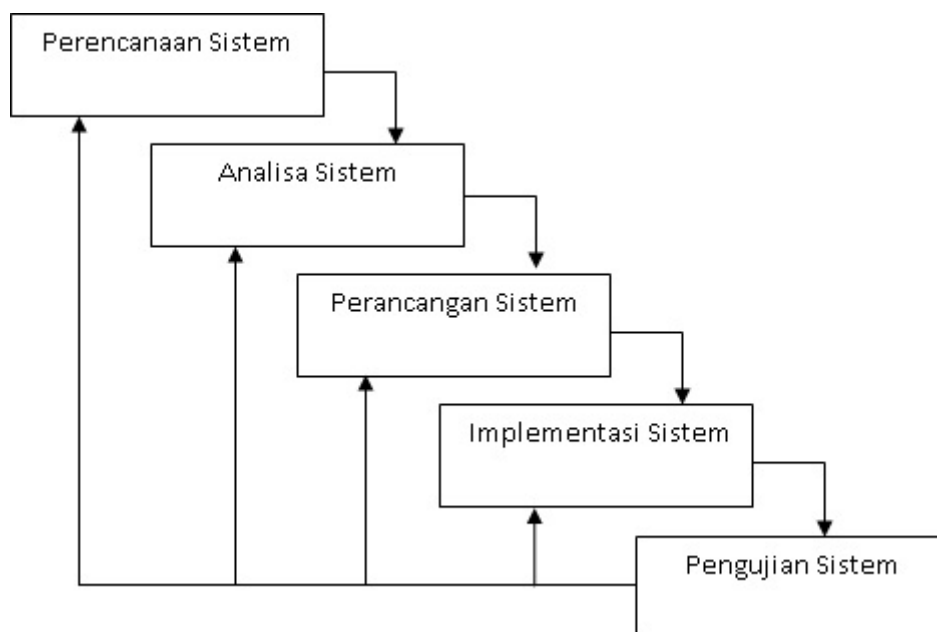 Perencanaan Sistem
Analisa Sistem
Perancangan Sistem
Implementasi Sistem
Pengujian Sistem